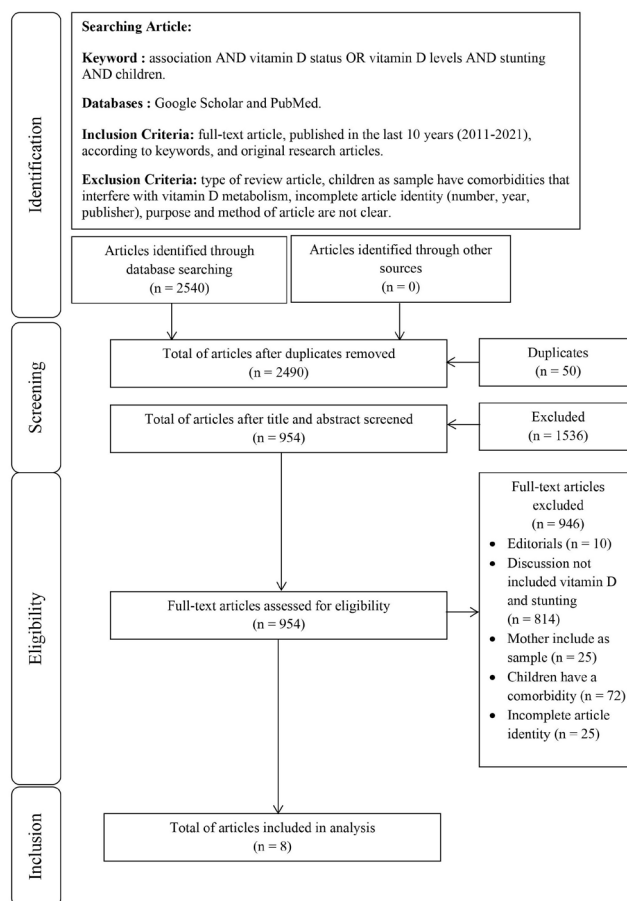 Identification
Searching Article:
Keyword : association AND vitamin D status OR vitamin D levels AND stunting
AND children.
Databases : Google Scholar and PubMed.
Inclusion Criteria: full-text article, published in the last 10 years (2011-2021),
according to keywords, and original research articles.
Exclusion Criteria: type of review article, children as sample have comorbidities that
interfere with vitamin D metabolism, incomplete article identity (number, year,
publisher), purpose and method of article are not clear.
Articles identified through
database searching
(n = 2540)
Articles identified through other
sources
(n = 0)
Screening
Total of articles after duplicates removed
(n = 2490)
Duplicates
(n = 50)
Total of articles after title and abstract screened
(n = 954)
Excluded
(n = 1536)
Eligibility
Full-text articles assessed for eligibility
(n = 954)
Full-text articles
excluded
(n = 946)
• Editorials (n = 10)
• Discussion not
included vitamin D
and stunting
(n = 814)
• Mother include as
sample (n = 25)
• Children have a
comorbidity (n = 72)
• Incomplete article
identity (n = 25)
Inclusion
Total of articles included in analysis
(n = 8)